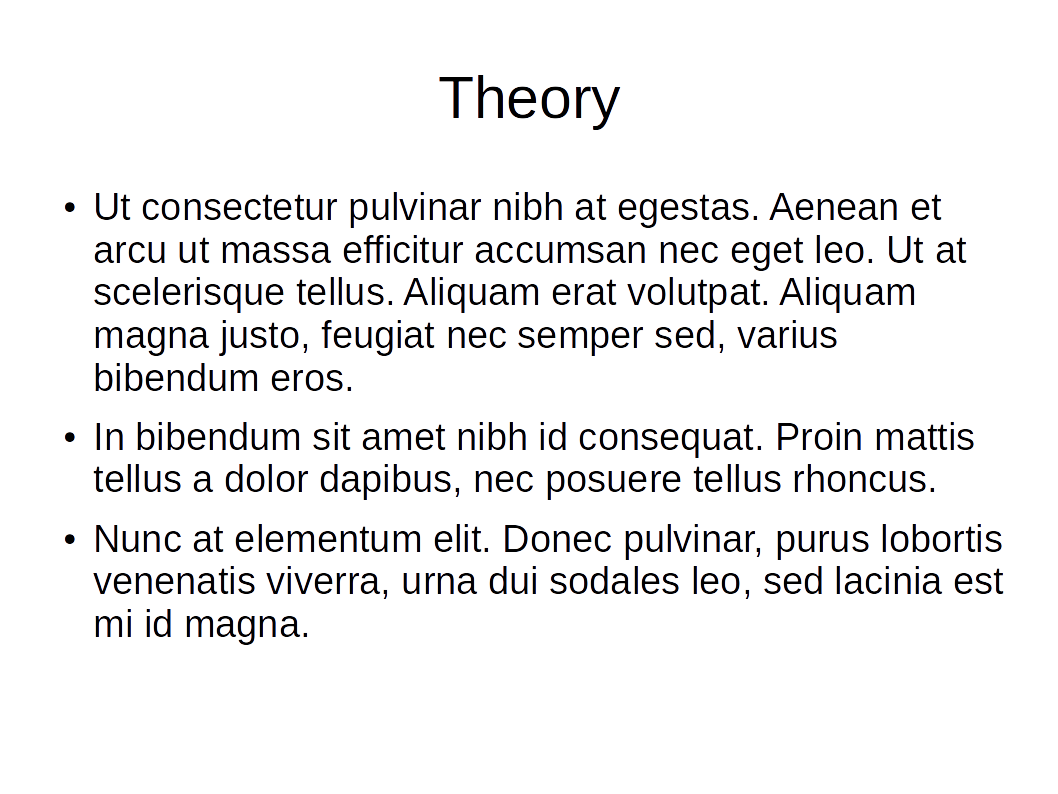 Theory
• Ut consectetur pulvinar nibh at egestas. Aenean et
arcu ut massa efficitur accumsan nec eget leo. Ut at
scelerisque tellus. Aliquam erat volutpat. Aliquam
magna justo, feugiat nec semper sed, varius
bibendum eros.
• In bibendum sit amet nibh id consequat. Proin mattis
tellus a dolor dapibus, nec posuere tellus rhoncus.
• Nunc at elementum elit. Donec pulvinar, purus lobortis
venenatis viverra, urna dui sodales leo, sed lacinia est
mi id magna.